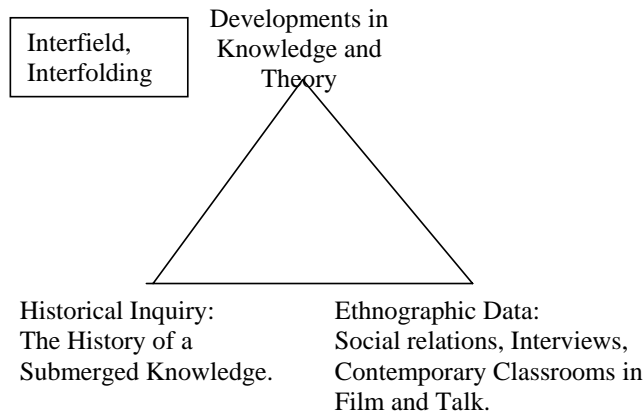 Interfield,
Interfolding
Developments in
Knowledge and
Theory
Historical Inquiry:
The History of a
Submerged Knowledge.
Ethnographic Data:
Social relations, Interviews,
Contemporary Classrooms in
Film and Talk.